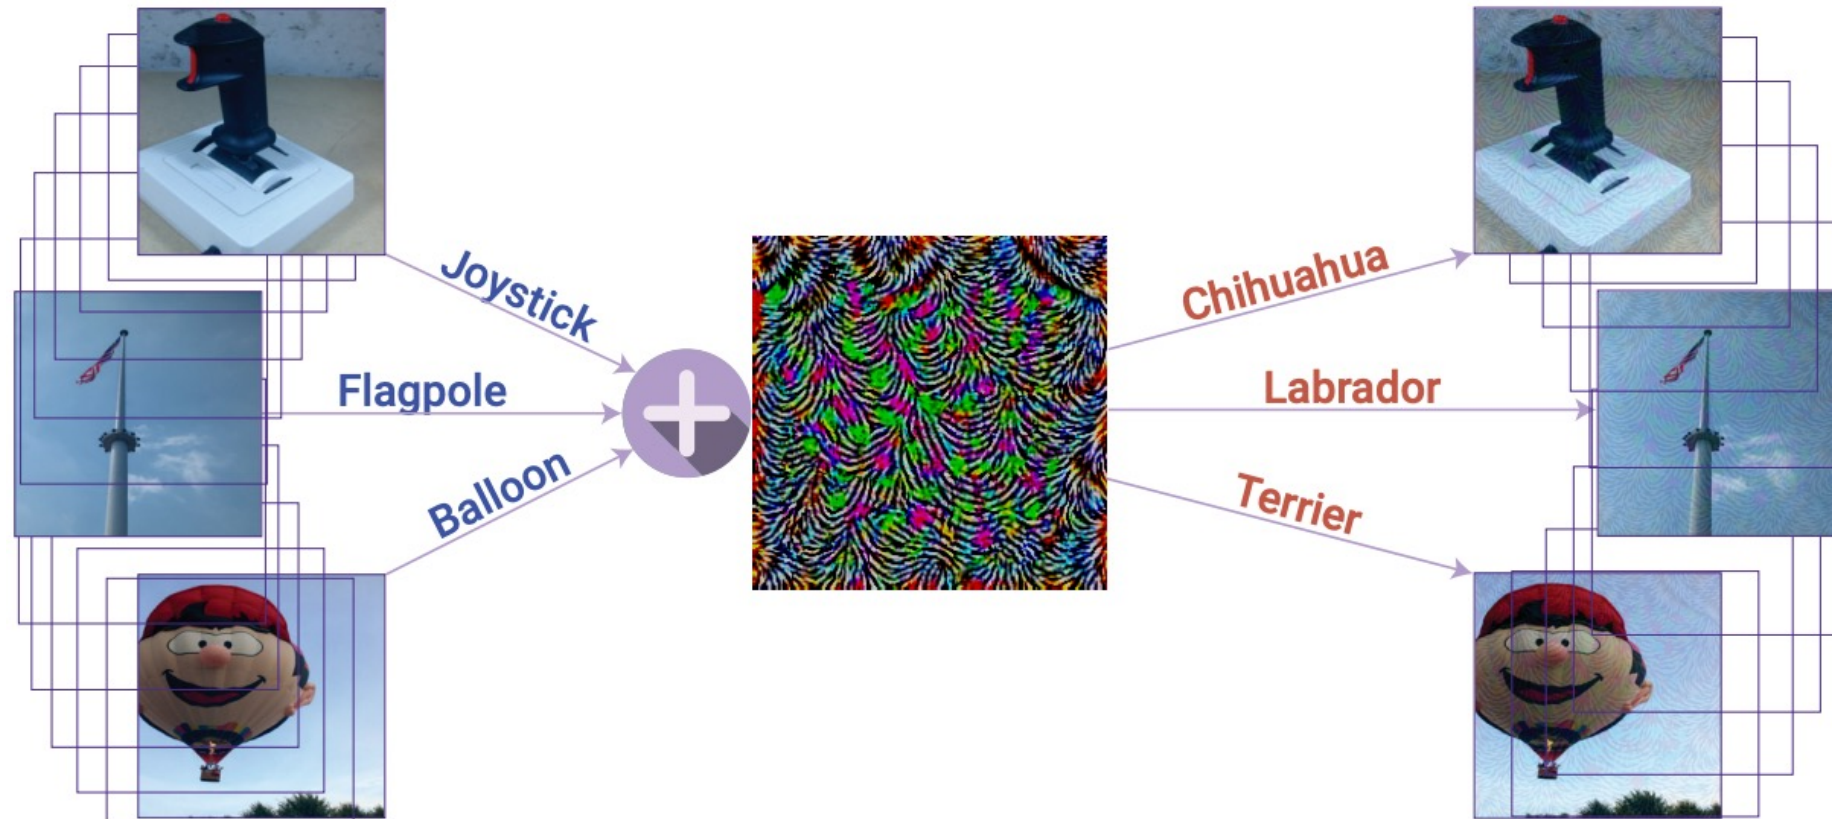 Joystick
Flagpole
Balloon
Chihuahua
Labrador
Terrier